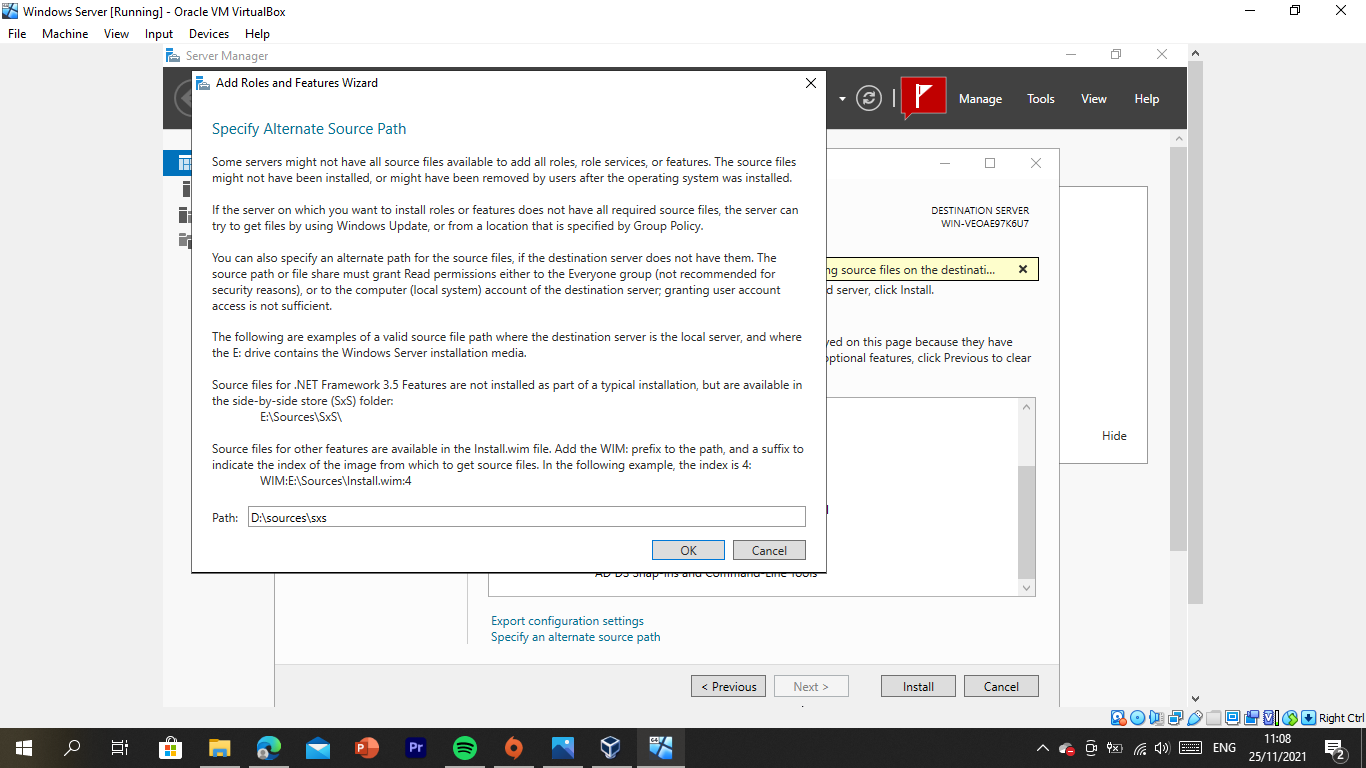 Windows Server [Running] - Oracle VM VirtualBox
File Machine View Input Devices Help
Server Manager
Manage Tools View Help
Add Roles and Features Wizard
Specify Alternate Source Path
Some servers might not have all source files available to add all roles, role services, or features. The source files
might not have been installed, or might have been removed by users after the operating system was installed.
If the server on which you want to install roles or features does not have all required source files, the server can
try to get files by using Windows Update, or from a location that is specified by Group Policy.
You can also specify an alternate path for the source files, if the destination server does not have them. The
source path or file share must grant Read permissions either to the Everyone group (not recommended for
security reasons), or to the computer (local system) account of the destination server; granting user account
access is not sufficient.
The following are examples of a valid source file path where the destination server is the local server, and where
the E: drive contains the Windows Server installation media.
Source files for .NET Framework 3.5 Features are not installed as part of a typical installation, but are available in
the side-by-side store (SxS) folder:
E:\Sources\SxS\
Source files for other features are available in the Install.wim file. Add the WIM: prefix to the path, and a suffix to
indicate the index of the image from which to get source files. In the following example, the index is 4:
WIM:E:\Sources\Install.wim:4
Path: D:\sources\sxs
OK Cancel
DESTINATION SERVER
WIN-VEOAE97K6U7
source files on the destinati...
server, click Install.
on this page because they have
optional features, click Previous to clear
Hide
AD DS Snap-Ins and Command-Line Tools
Export configuration settings
Specify an alternate source path
< Previous Next > Install Cancel
Right Ctrl
Pr
64
ENG
11:08
25/11/2021
2